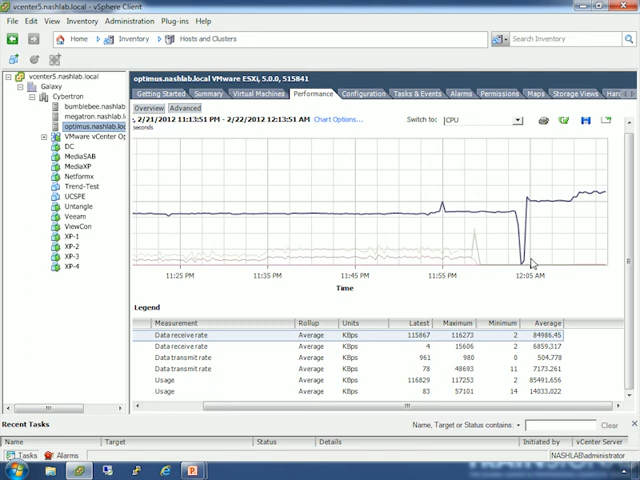 vcenter5.nashlab.local - vSphere Client
File Edit View Inventory Administration Plug-ins Help
Home Inventory Hosts and Clusters
Search Inventory
vcenter5.nashlab.local
Galaxy
Cybertron
bumblebee.nashlab
megatron.nashlab.l
optimus.nashlab.loc
VMware vCenter Op
DC
MediaSAB
MediaXP
Netformx
Trend-Test
UCSPE
Untangle
Veeam
ViewCon
XP-1
XP-2
XP-3
XP-4
optimus.nashlab.local VMware ESXi, 5.0.0, 515841
Getting Started Summary Virtual Machines Performance Configuration Tasks & Events Alarms Permissions Maps Storage Views Hard
Overview Advanced
, 2/21/2012 11:13:51 PM - 2/22/2012 12:13:51 AM Chart Options...
Switch to: CPU
seconds
11:25 PM 11:35 PM 11:45 PM 11:55 PM 12:05 AM
Time
Legend
Measurement Rollup Units Latest Maximum Minimum Average
Data receive rate Average KBps 115867 116273 2 84986.45
Data receive rate Average KBps 4 15606 2 6859.317
Data transmit rate Average KBps 961 980 0 504.778
Data transmit rate Average KBps 78 48693 11 7173.261
Usage Average KBps 116829 117253 2 85491.656
Usage Average KBps 83 57101 14 14033.022
Recent Tasks
Name, Target or Status contains: Clear
Name Target Status Details Initiated by vCenter Server
Tasks Alarms
NASHLAB\administrator